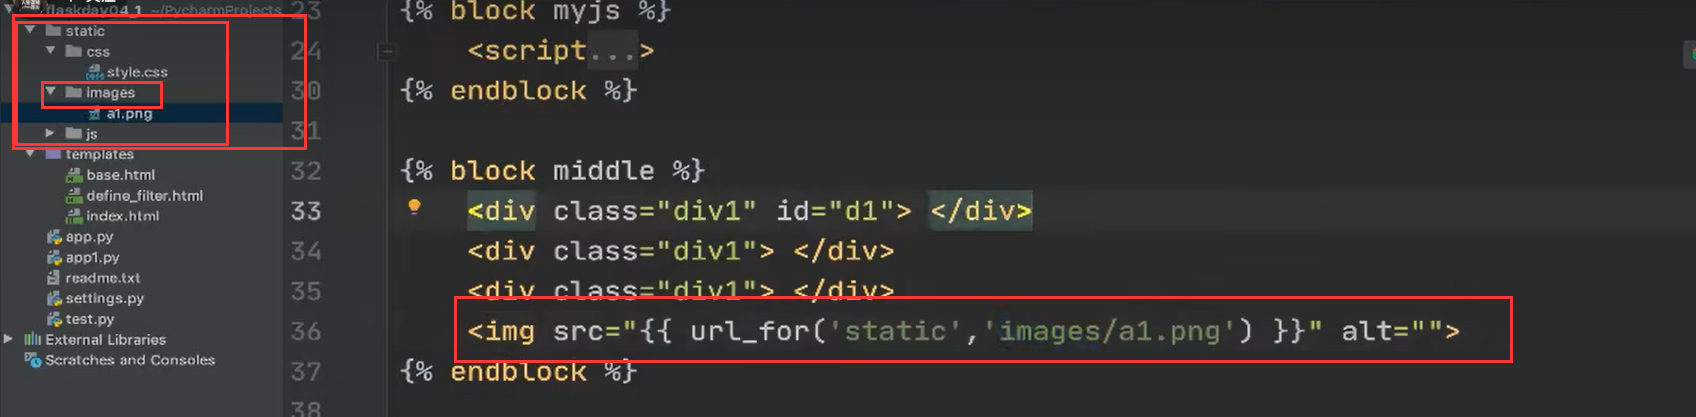 flaskday04_1 ~/PycharmProjects
static
css
style.css
images
a1.png
js
templates
base.html
define_filter.html
index.html
app.py
app1.py
readme.txt
settings.py
test.py
External Libraries
Scratches and Consoles
23 {% block myjs %}
24 <script...>
30 {% endblock %}
31
32 {% block middle %}
33 <div class="div1" id="d1"> </div>
34 <div class="div1"> </div>
35 <div class="div1"> </div>
36 <img src="{{ url_for('static','images/a1.png') }}" alt="">
37 {% endblock %}
38